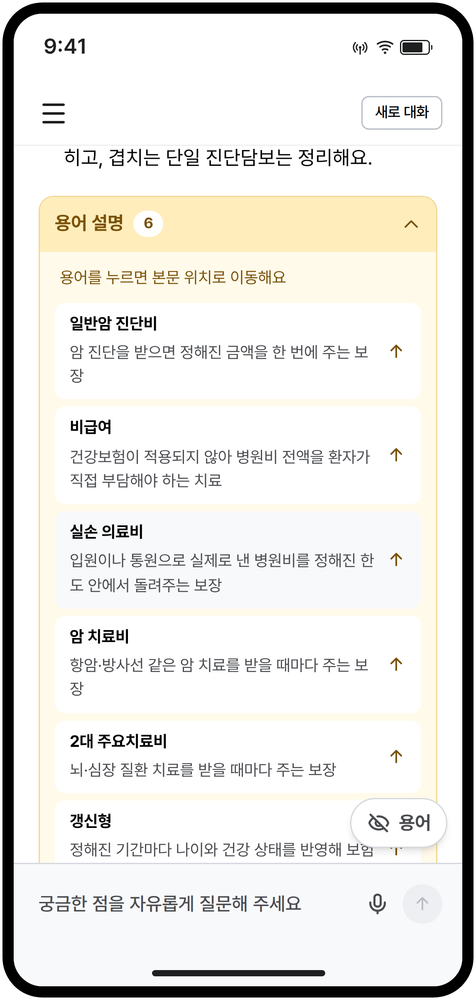 9:41
새로 대화
히고, 겹치는 단일 진단담보는 정리해요.
용어 설명 6
용어를 누르면 본문 위치로 이동해요
일반암 진단비
암 진단을 받으면 정해진 금액을 한 번에 주는 보
장
비급여
건강보험이 적용되지 않아 병원비 전액을 환자가
직접 부담해야 하는 치료
실손 의료비
입원이나 통원으로 실제로 낸 병원비를 정해진 한
도 안에서 돌려주는 보장
암 치료비
항암·방사선 같은 암 치료를 받을 때마다 주는 보
장
2대 주요치료비
뇌·심장 질환 치료를 받을 때마다 주는 보장
갱신형
정해진 기간마다 나이와 건강 상태를 반영해 보험
용어
궁금한 점을 자유롭게 질문해 주세요